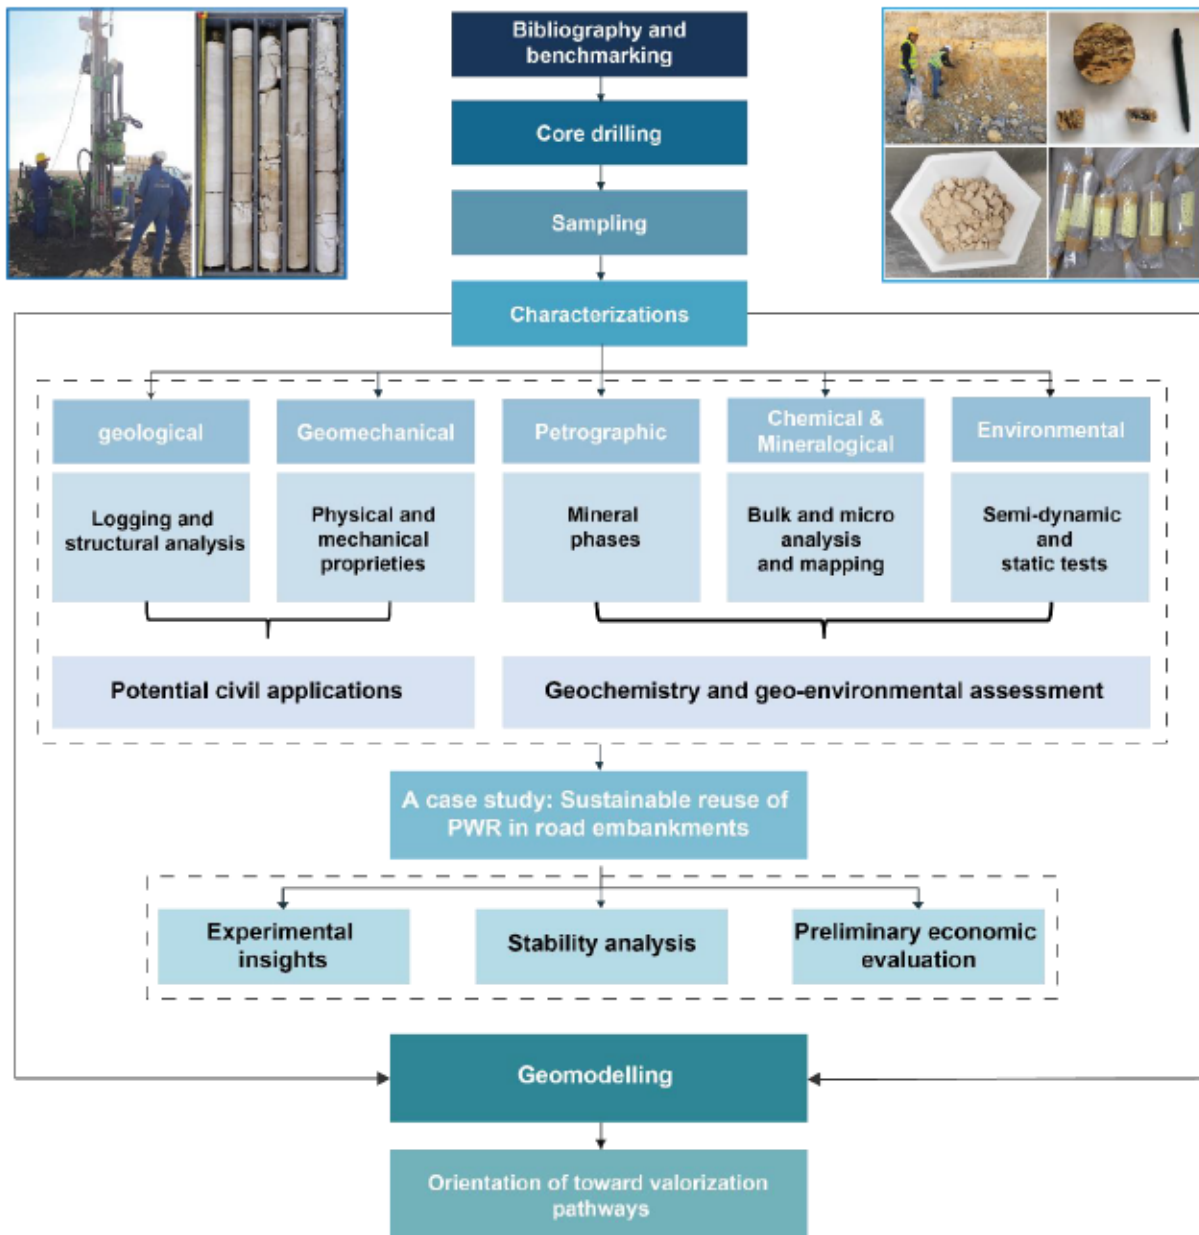 Bibliography and
benchmarking
Core drilling
Sampling
Characterizations
geological
Geomechanical
Petrographic
Chemical &
Mineralogical
Environmental
Logging and
structural analysis
Physical and
mechanical
proprieties
Mineral
phases
Bulk and micro
analysis
and mapping
Semi-dynamic
and
static tests
Potential civil applications
Geochemistry and geo-environmental assessment
A case study: Sustainable reuse of
PWR in road embankments
Experimental
insights
Stability analysis
Preliminary economic
evaluation
Geomodelling
Orientation of toward valorization
pathways